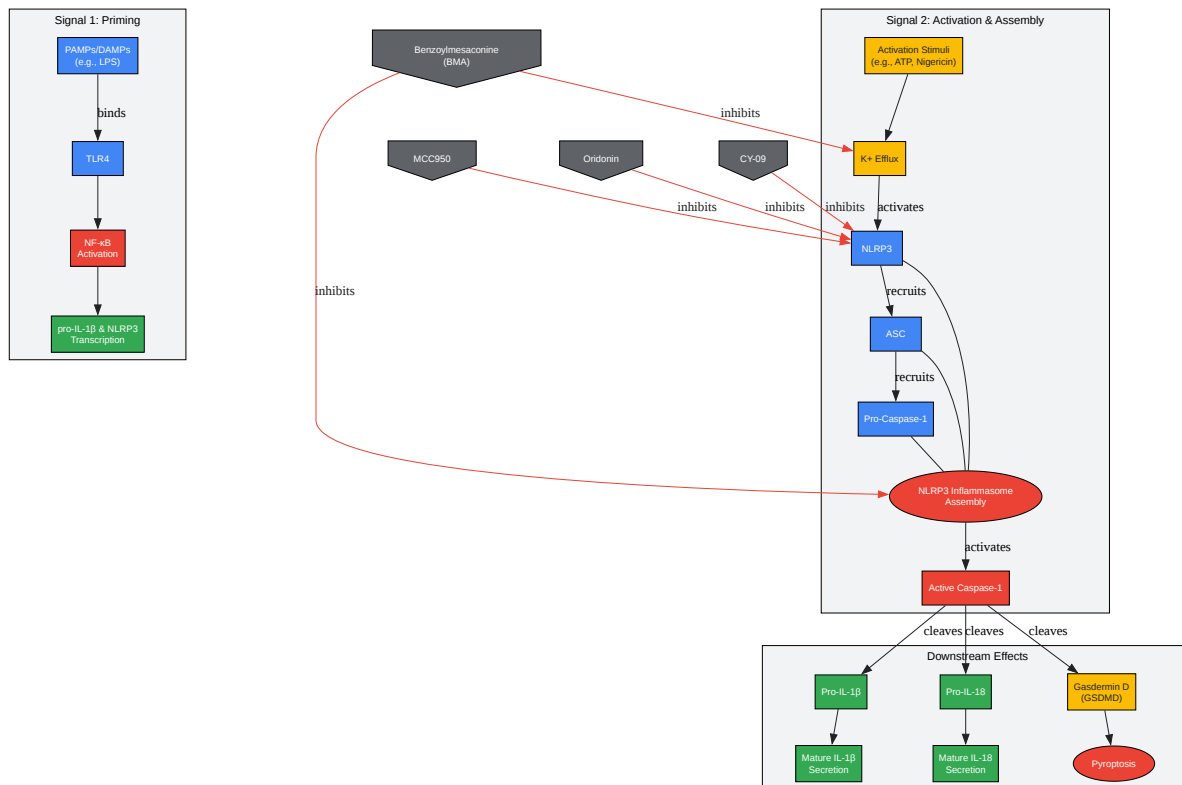 Signal 1: Priming
PAMPs/DAMPs
(e.g., LPS)
binds
TLR4
NF-κB
Activation
pro-IL-1β & NLRP3
Transcription
Benzoylmesaconine
(BMA)
inhibits
MCC950
Oridonin
CY-09
inhibits
inhibits
inhibits
inhibits
Signal 2: Activation & Assembly
Activation Stimuli
(e.g., ATP, Nigericin)
K+ Efflux
activates
NLRP3
recruits
ASC
recruits
Pro-Caspase-1
NLRP3 Inflammasome
Assembly
activates
Active Caspase-1
cleaves
cleaves
cleaves
Downstream Effects
Pro-IL-1β
Pro-IL-18
Gasdermin D
(GSDMD)
Mature IL-1β
Secretion
Mature IL-18
Secretion
Pyroptosis